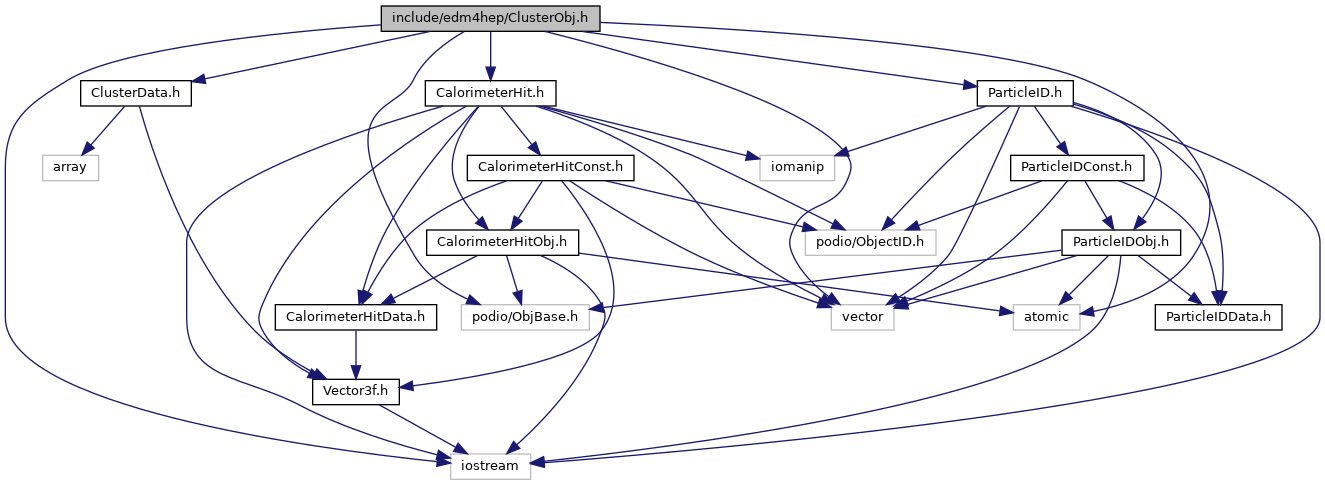 include/edm4hep/ClusterObj.h
ClusterData.h
CalorimeterHit.h
ParticleID.h
array
CalorimeterHitConst.h
iomanip
ParticleIDConst.h
CalorimeterHitObj.h
podio/ObjectID.h
ParticleIDObj.h
CalorimeterHitData.h
podio/ObjBase.h
vector
atomic
ParticleIDData.h
Vector3f.h
iostream